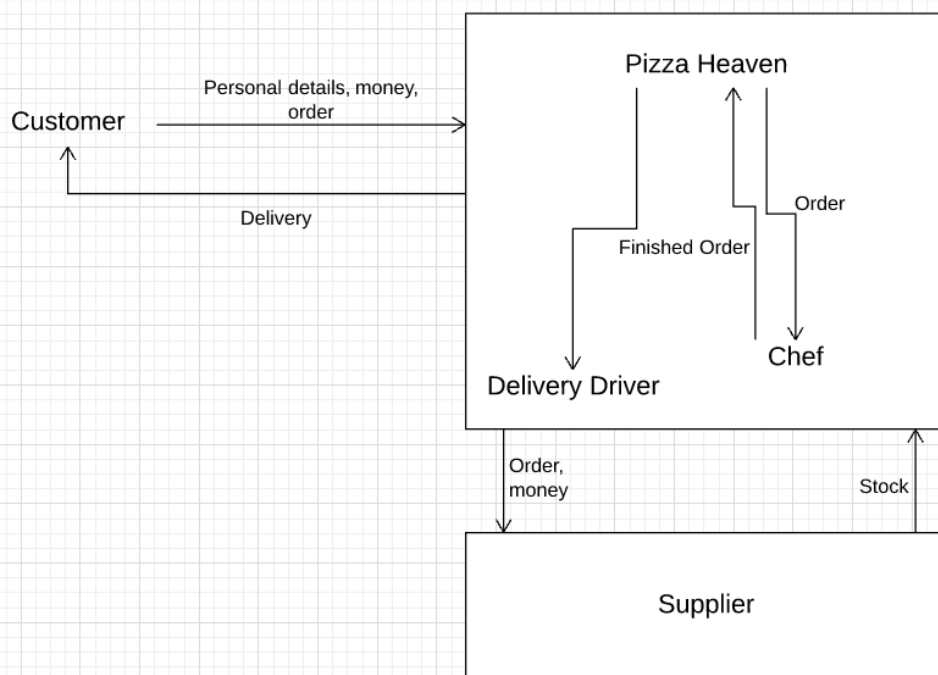 Pizza Heaven
Personal details, money,
order
Customer
Order
Delivery
Finished Order
Chef
Delivery Driver
Order,
money
Stock
Supplier